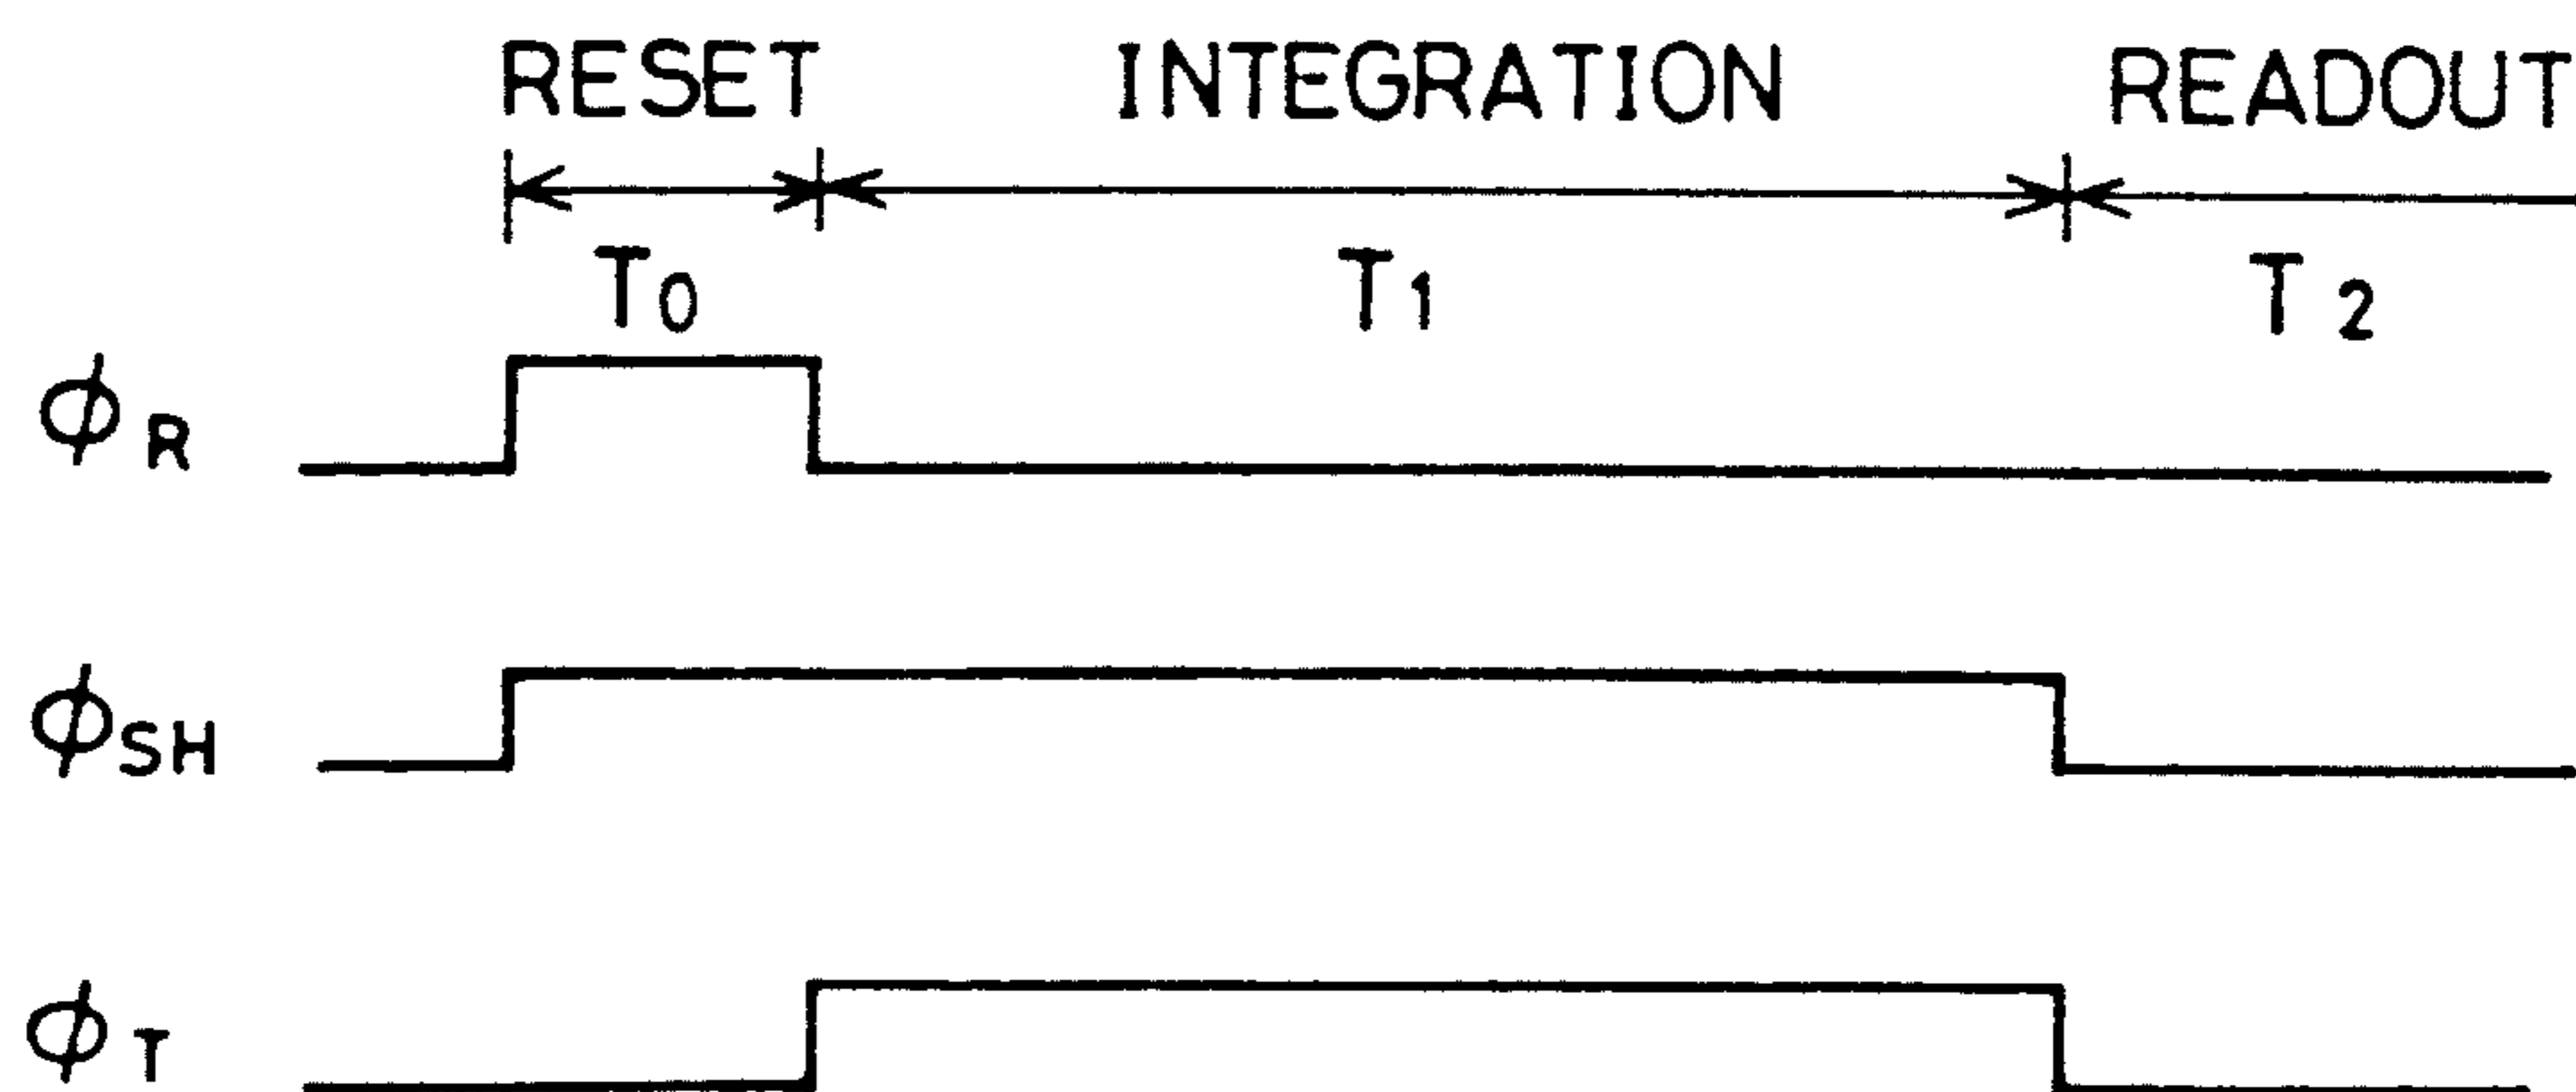 RESET INTEGRATION READOUT
T0 T1 T2
ϕR
ϕSH
ϕT